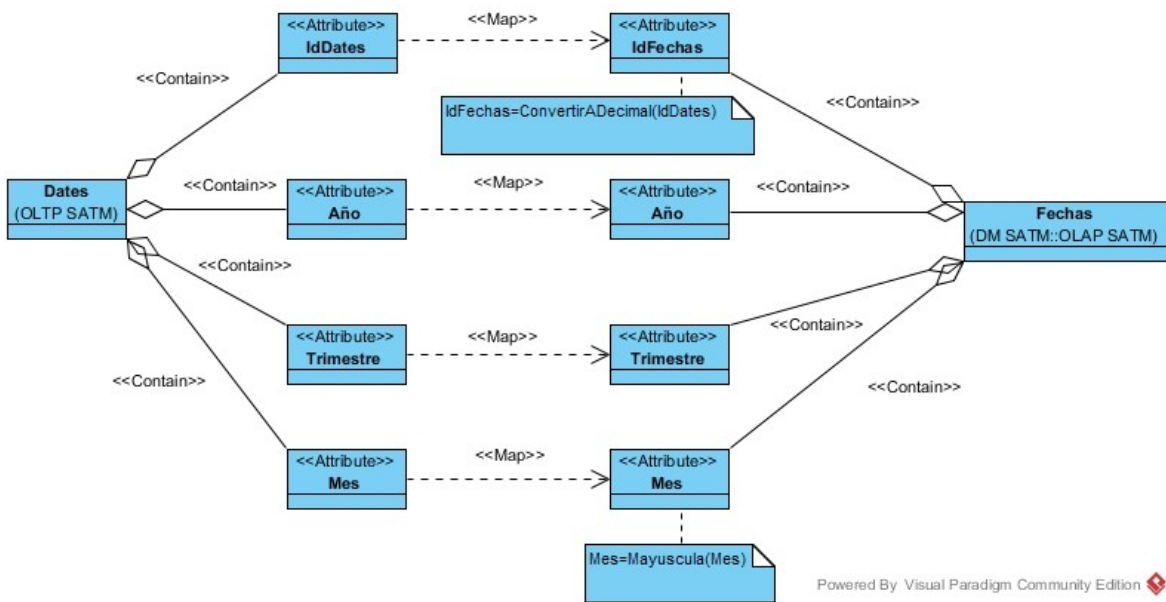 <<Attribute>>
IdDates
<<Map>>
<<Attribute>>
IdFechas
<<Contain>>
<<Contain>>
IdFechas=ConvertirADecimal(IdDates)
Dates
(OLTP SATM)
<<Contain>>
<<Attribute>>
Año
<<Map>>
<<Attribute>>
Año
<<Contain>>
Fechas
(DM SATM::OLAP SATM)
<<Contain>>
<<Attribute>>
Trimestre
<<Map>>
<<Attribute>>
Trimestre
<<Contain>>
<<Contain>>
<<Contain>>
<<Attribute>>
Mes
<<Map>>
<<Attribute>>
Mes
Mes=Mayuscula(Mes)
Powered By Visual Paradigm Community Edition